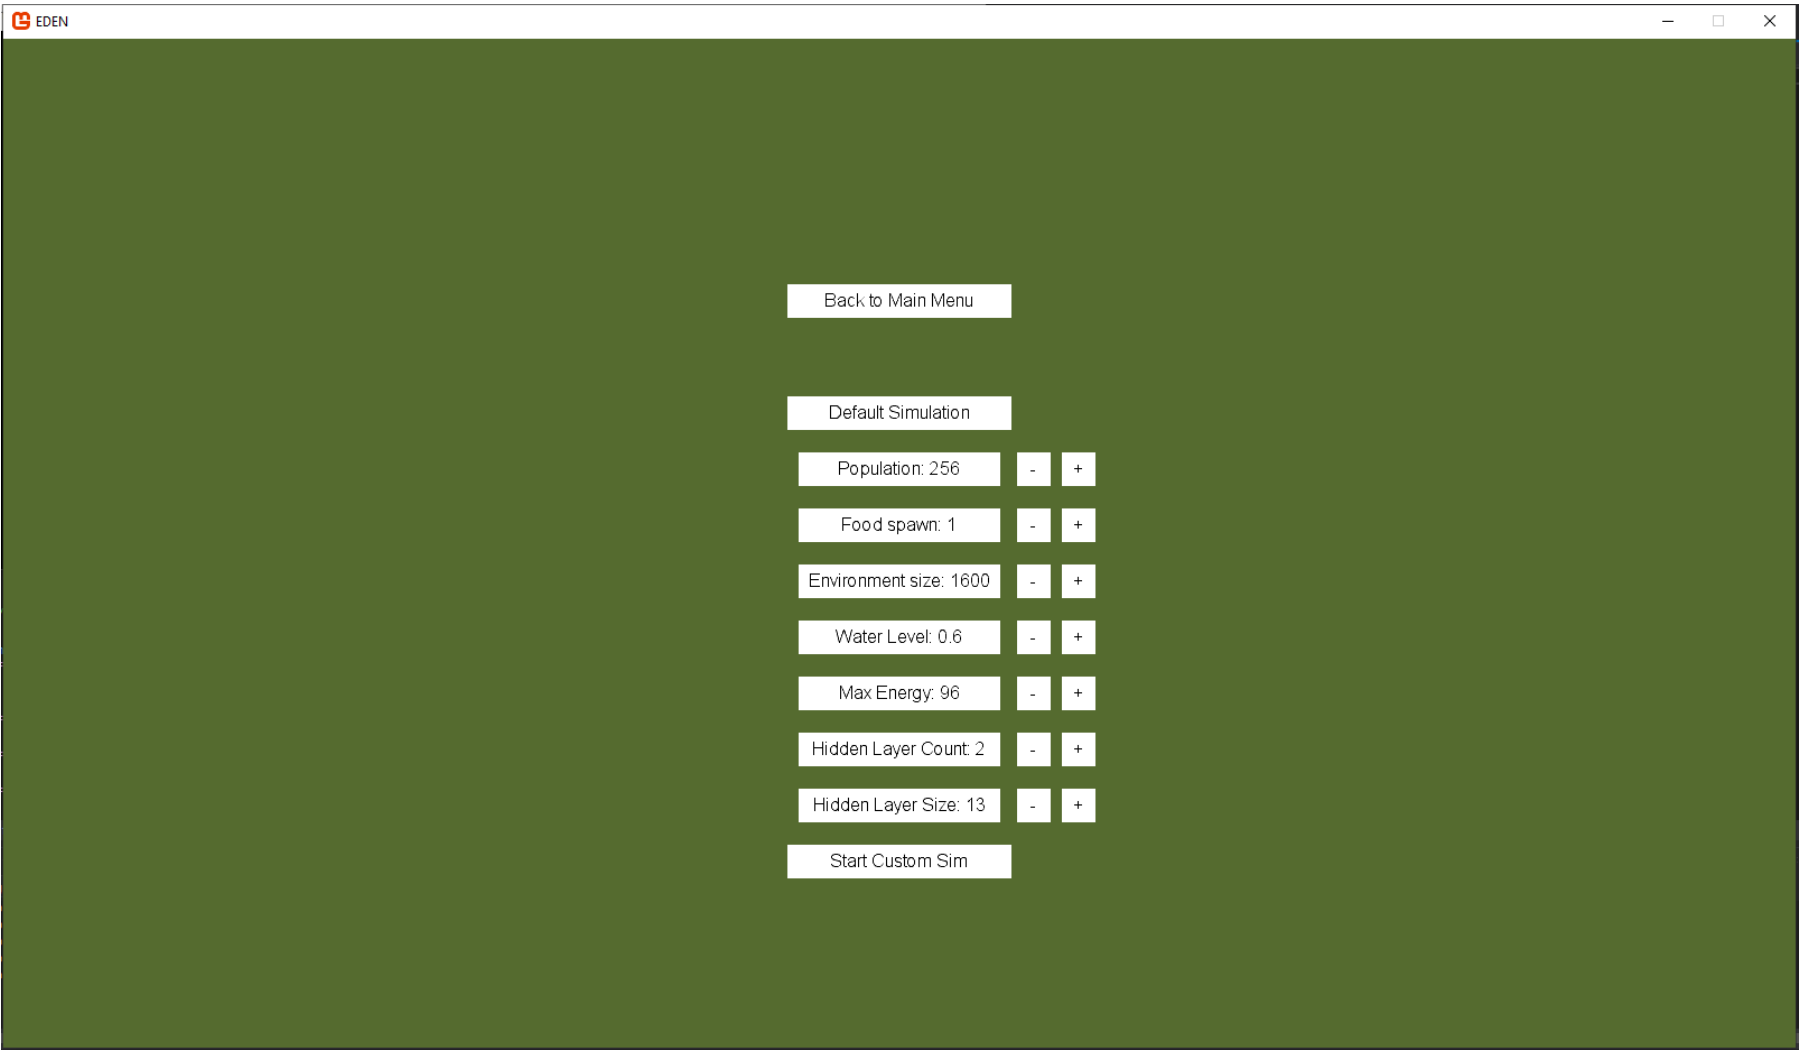 EDEN
Back to Main Menu
Default Simulation
Population: 256 - +
Food spawn: 1 - +
Environment size: 1600 - +
Water Level: 0.6 - +
Max Energy: 96 - +
Hidden Layer Count: 2 - +
Hidden Layer Size: 13 - +
Start Custom Sim